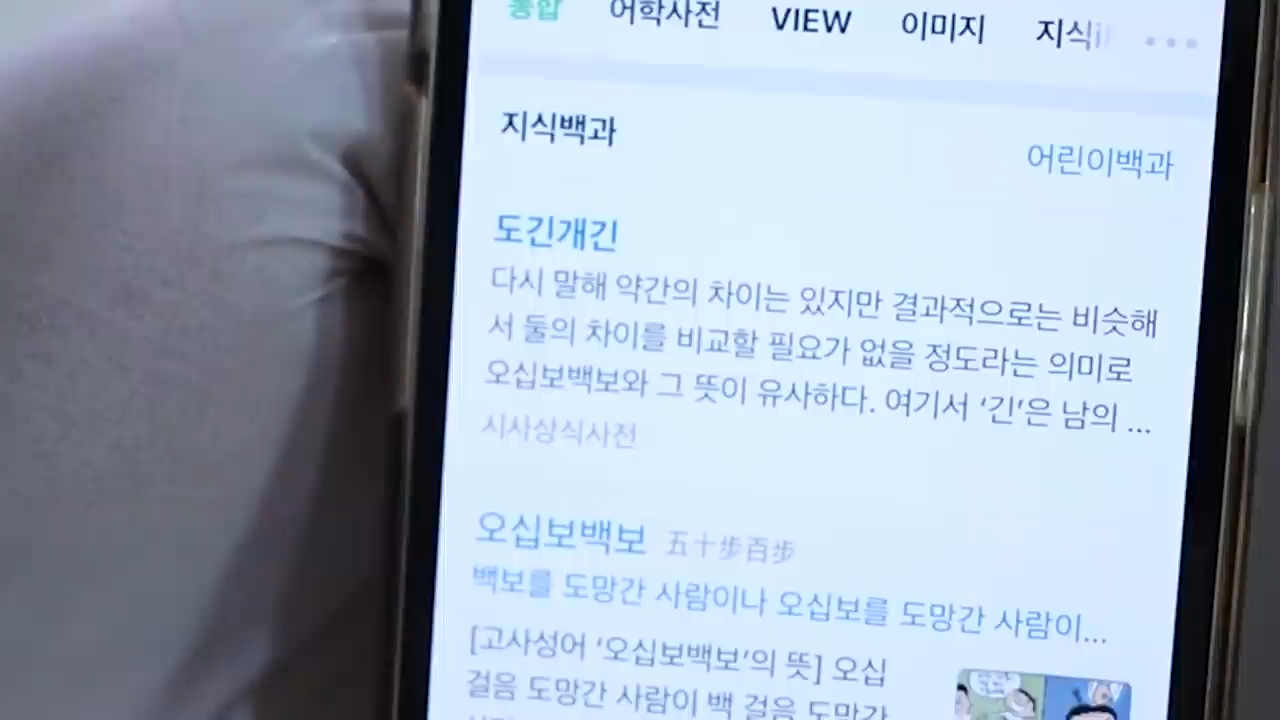 통합 어학사전 VIEW 이미지 지식i
지식백과
어린이백과
도긴개긴
다시 말해 약간의 차이는 있지만 결과적으로는 비슷해
서 둘의 차이를 비교할 필요가 없을 정도라는 의미로
오십보백보와 그 뜻이 유사하다. 여기서 ‘긴’은 남의 ...
시사상식사전
오십보백보 五十步百步
백보를 도망간 사람이나 오십보를 도망간 사람이...
[고사성어 ‘오십보백보’의 뜻] 오십
걸음 도망간 사람이 백 걸음 도망간